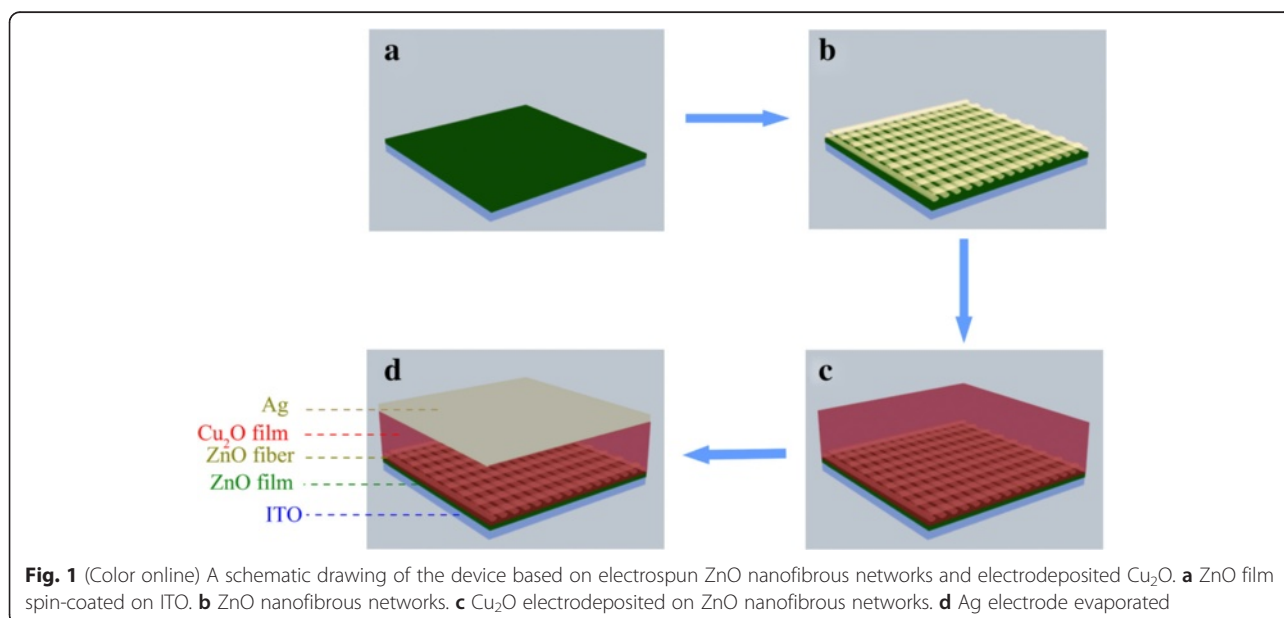 a
b
d
c
Ag
Cu₂O film
ZnO fiber
ZnO film
ITO
Fig. 1 (Color online) A schematic drawing of the device based on electrospun ZnO nanofibrous networks and electrodeposited Cu₂O. a ZnO film
spin-coated on ITO. b ZnO nanofibrous networks. c Cu₂O electrodeposited on ZnO nanofibrous networks. d Ag electrode evaporated